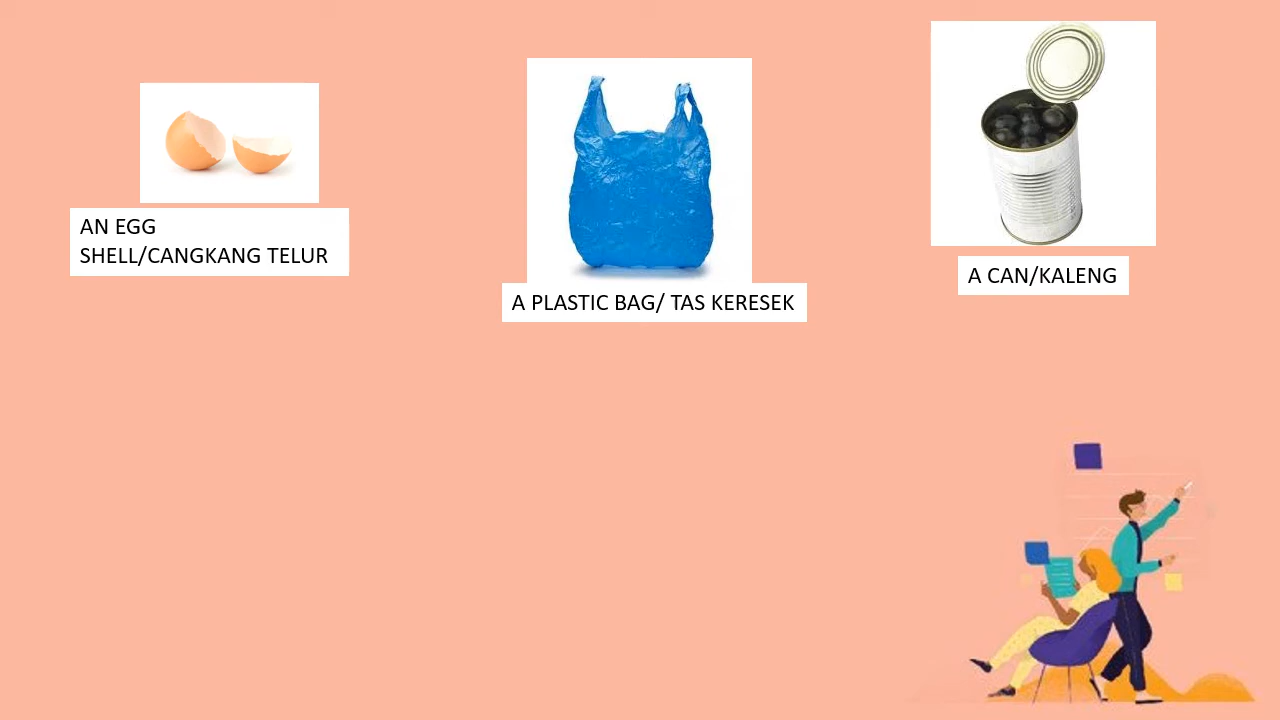 AN EGG
SHELL/CANGKANG TELUR
A PLASTIC BAG/ TAS KERESEK
A CAN/KALENG